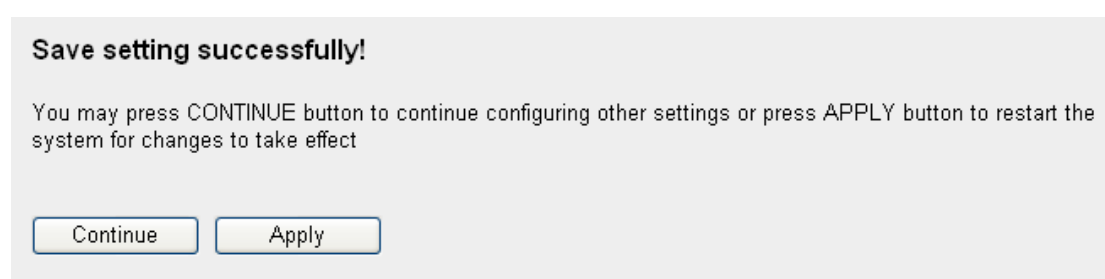 Save setting successfully!
You may press CONTINUE button to continue configuring other settings or press APPLY button to restart the
system for changes to take effect
Continue Apply